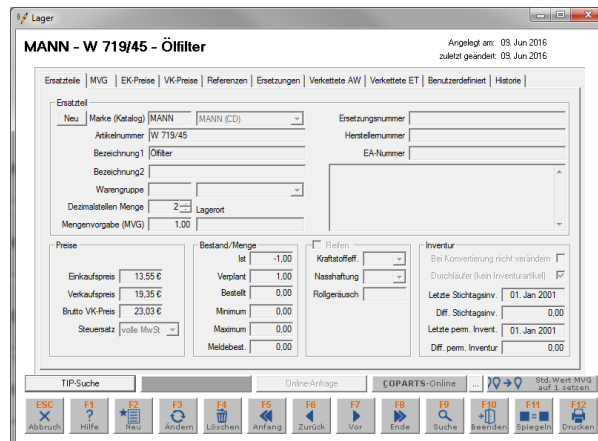 Lager
MANN - W 719/45 - Ölfilter
Angelegt am: 09. Jun 2016
zuletzt geändert: 09. Jun 2016
Ersatzteile MVG EK-Preise VK-Preise Referenzen Ersetzungen Verkettete AW Verkettete ET Benutzerdefiniert Historie
Ersatzteil
Neu Marke (Katalog) MANN MANN (CD)
Artikelnummer W 719/45
Bezeichnung1 Ölfilter
Bezeichnung2
Warengruppe
Dezimalstellen Menge 2 Lagerort
Mengenvorgabe (MVG) 1,00
Ersetzungsnummer
Herstellernummer
EA-Nummer
Preise
Einkaufspreis 13,55 €
Verkaufspreis 19,35 €
Brutto VK-Preis 23,03 €
Steuersatz volle MwSt
Bestand/Menge
Ist -1,00
Verplant 1,00
Bestellt 0,00
Minimum 0,00
Maximum 0,00
Meldebest. 0,00
Reifen
Kraftstoffeff.
Nasshaftung
Rollgeräusch
Inventur
Bei Konvertierung nicht verändern
Durchläufer (kein Inventurartikel)
Letzte Stichtagsinv. 01. Jan 2001
Diff. Stichtagsinv. 0,00
Letzte perm. Invent. 01. Jan 2001
Diff. perm. Inventur 0,00
TIP-Suche Online-Anfrage COPARTS-Online ... Std. Wert MVG
auf 1 setzen
ESC F1 F2 F3 F4 F5 F6 F7 F8 F9 F10 F11 F12
Abbruch Hilfe Neu Ändern Löschen Anfang Zurück Vor Ende Suche Beenden Spiegeln Drucken